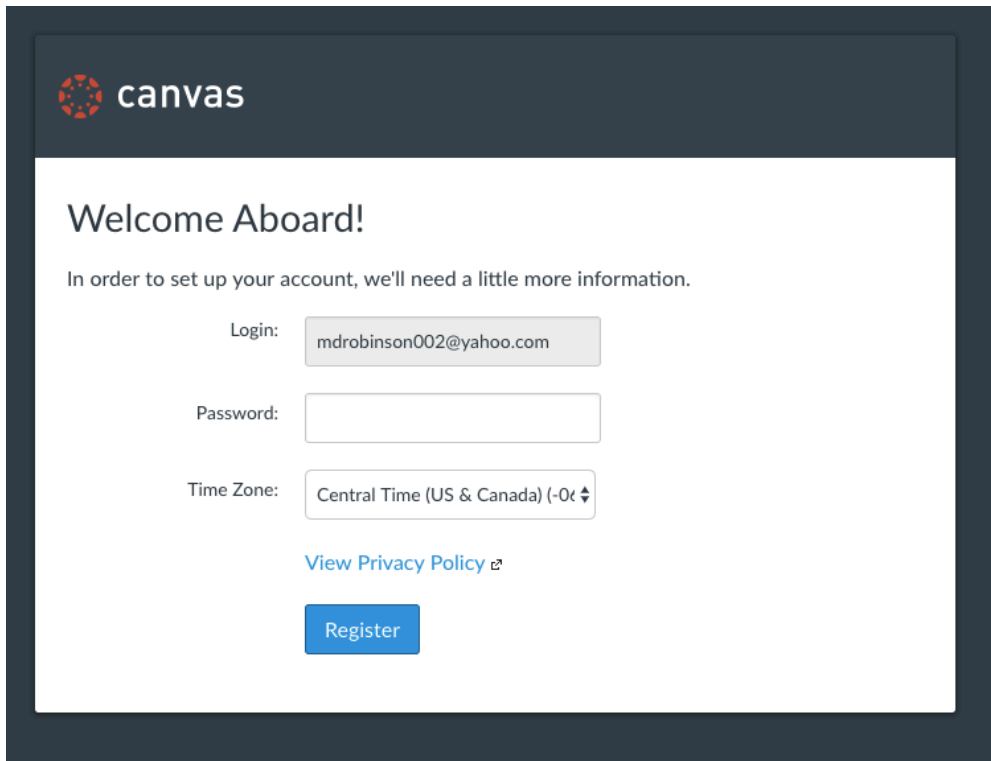 canvas
Welcome Aboard!
In order to set up your account, we'll need a little more information.
Login: mdrobinson002@yahoo.com
Password:
Time Zone: Central Time (US & Canada) (-06
View Privacy Policy
Register